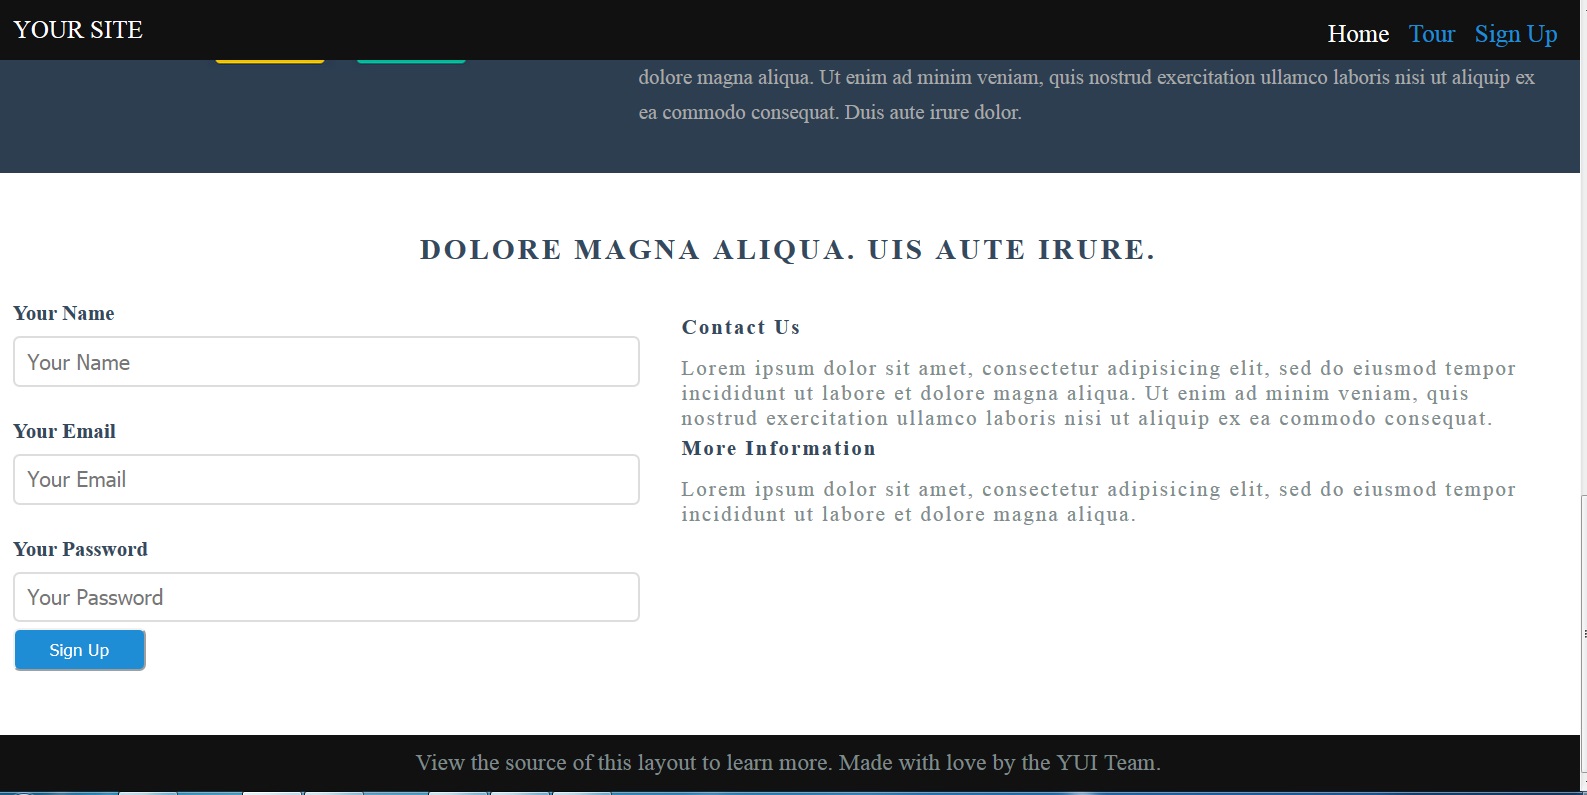 YOUR SITE
Home Tour Sign Up
dolore magna aliqua. Ut enim ad minim veniam, quis nostrud exercitation ullamco laboris nisi ut aliquip ex
ea commodo consequat. Duis aute irure dolor.
DOLORE MAGNA ALIQUA. UIS AUTE IRURE.
Your Name
Your Name
Your Email
Your Email
Your Password
Your Password
Sign Up
Contact Us
Lorem ipsum dolor sit amet, consectetur adipisicing elit, sed do eiusmod tempor
incididunt ut labore et dolore magna aliqua. Ut enim ad minim veniam, quis
nostrud exercitation ullamco laboris nisi ut aliquip ex ea commodo consequat.
More Information
Lorem ipsum dolor sit amet, consectetur adipisicing elit, sed do eiusmod tempor
incididunt ut labore et dolore magna aliqua.
View the source of this layout to learn more. Made with love by the YUI Team.